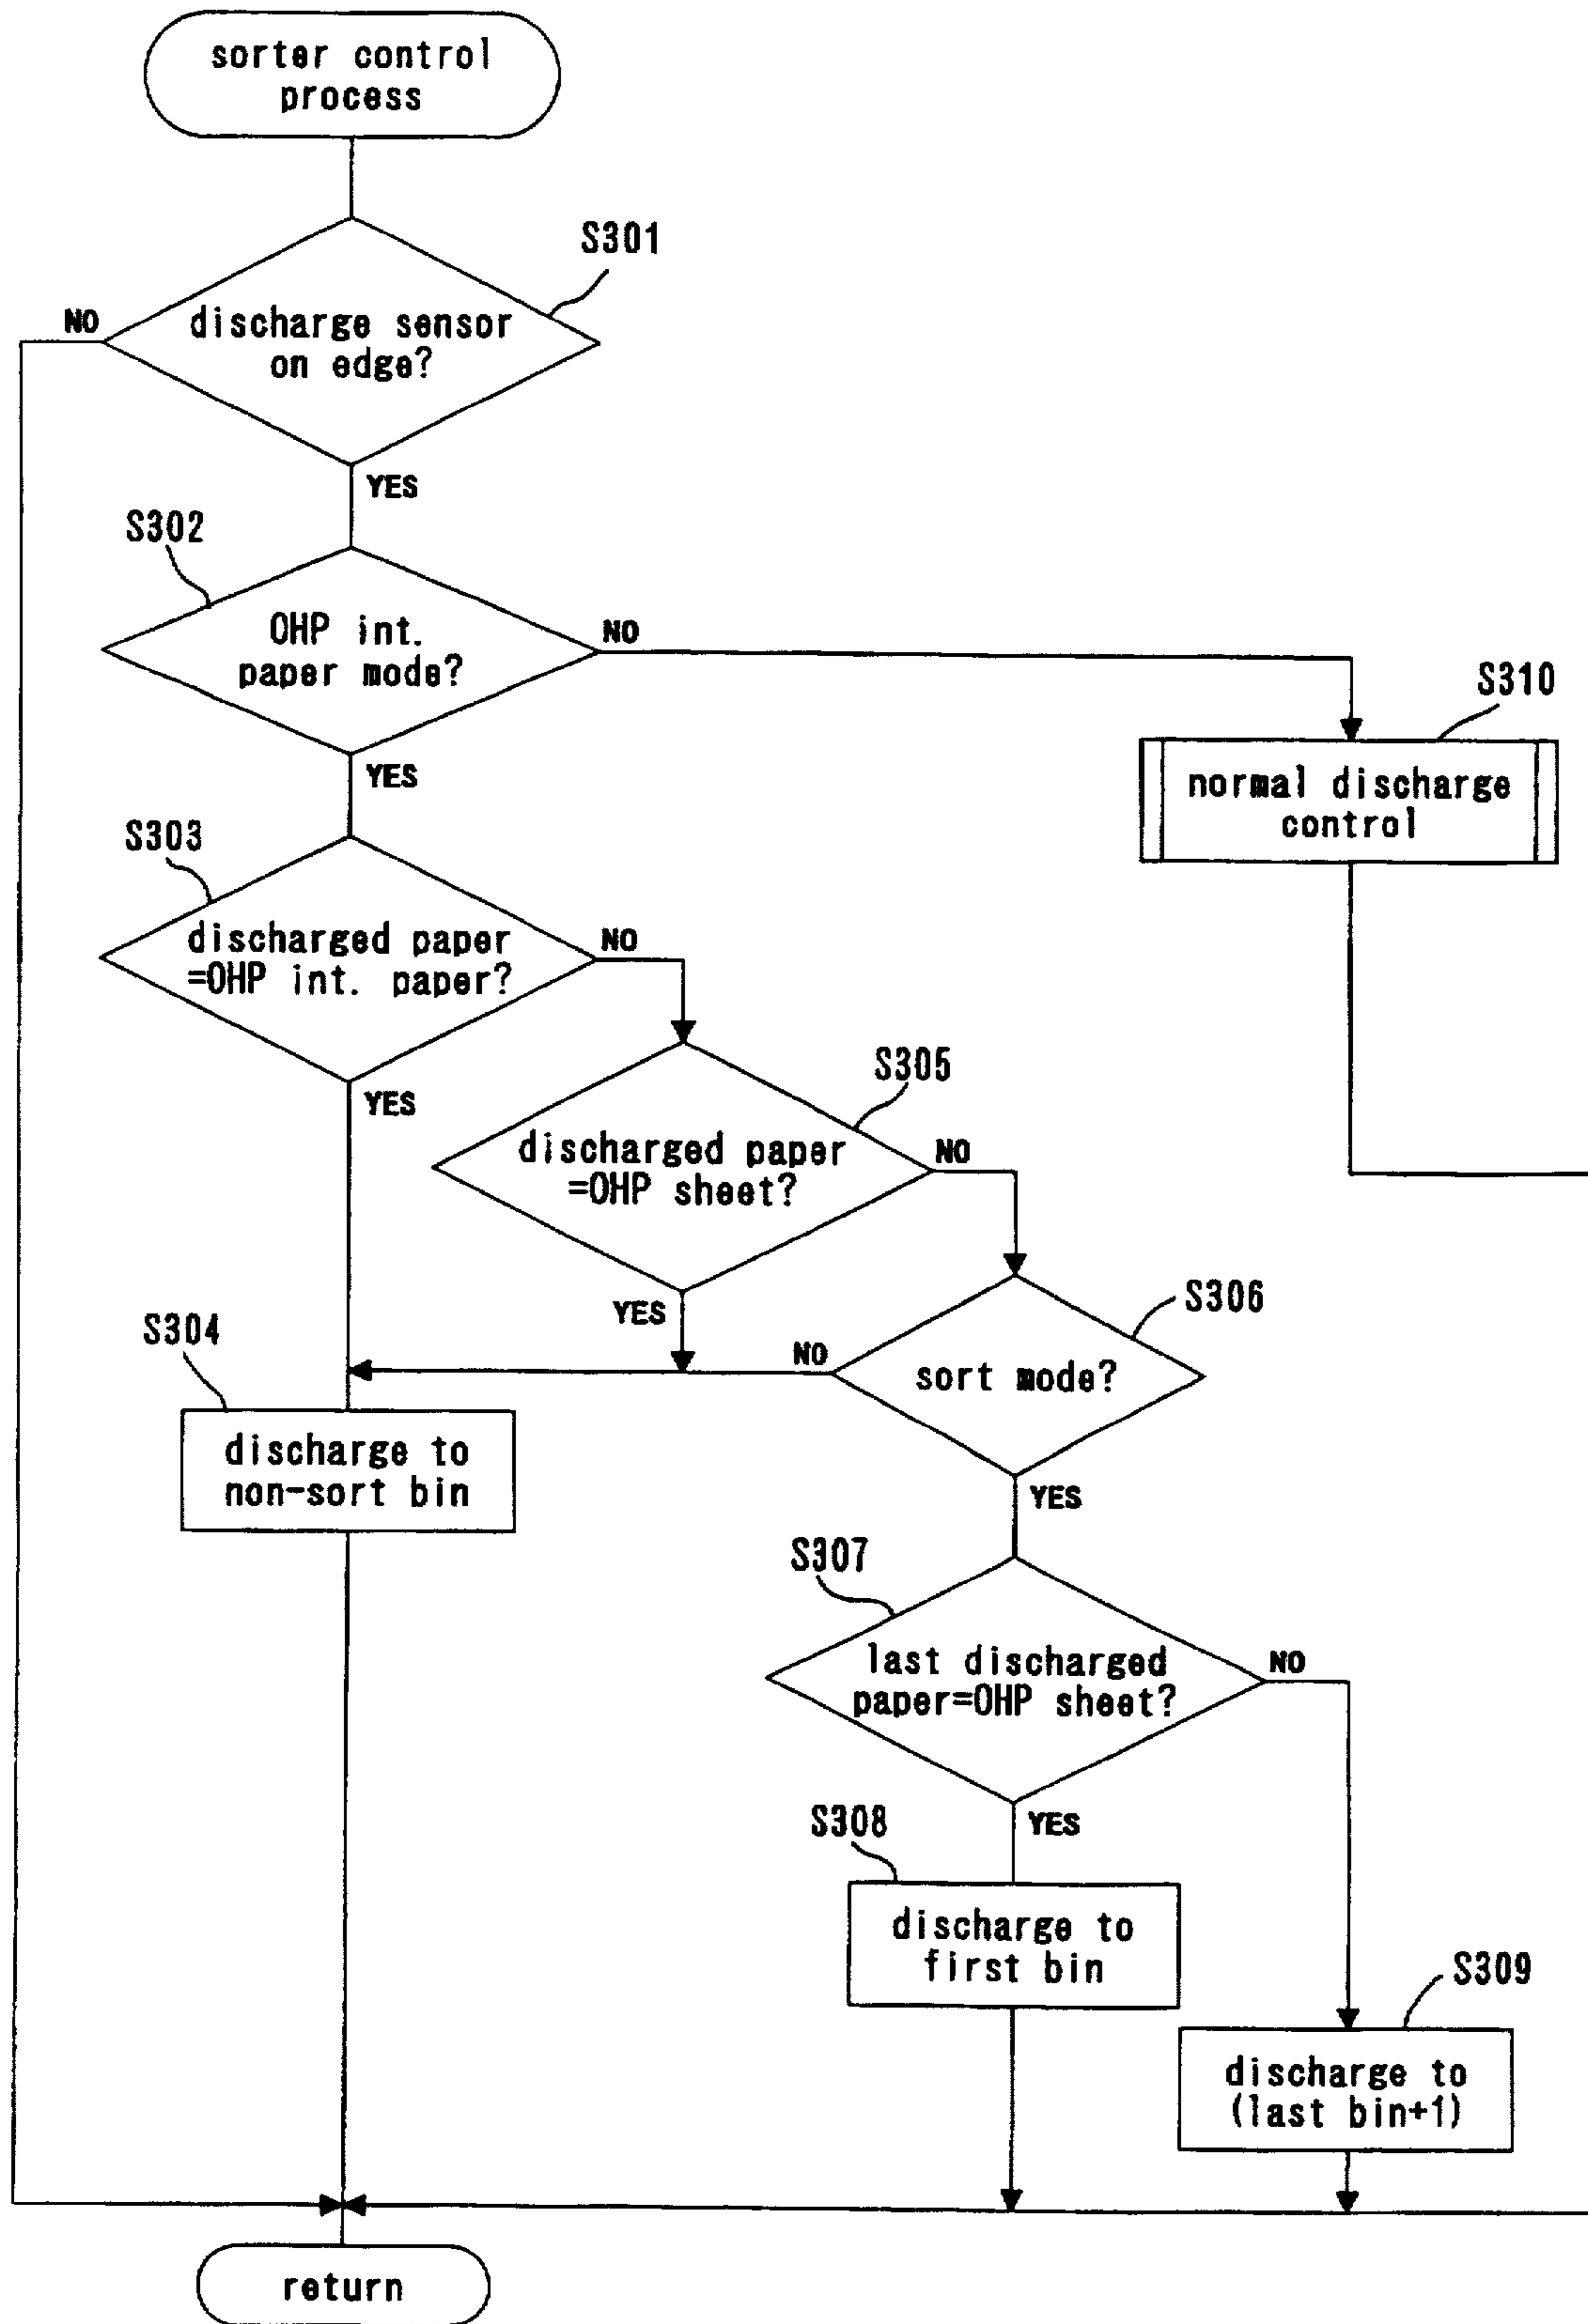 sorter control
process
S301
discharge sensor
on edge?
NO
YES
S302
OHP int.
paper mode?
NO
YES
S310
normal discharge
control
S303
discharged paper
=OHP int. paper?
NO
YES
S305
discharged paper
=OHP sheet?
NO
YES
S306
sort mode?
NO
YES
S304
discharge to
non-sort bin
S307
last discharged
paper=OHP sheet?
NO
YES
S308
discharge to
first bin
S309
discharge to
(last bin+1)
return